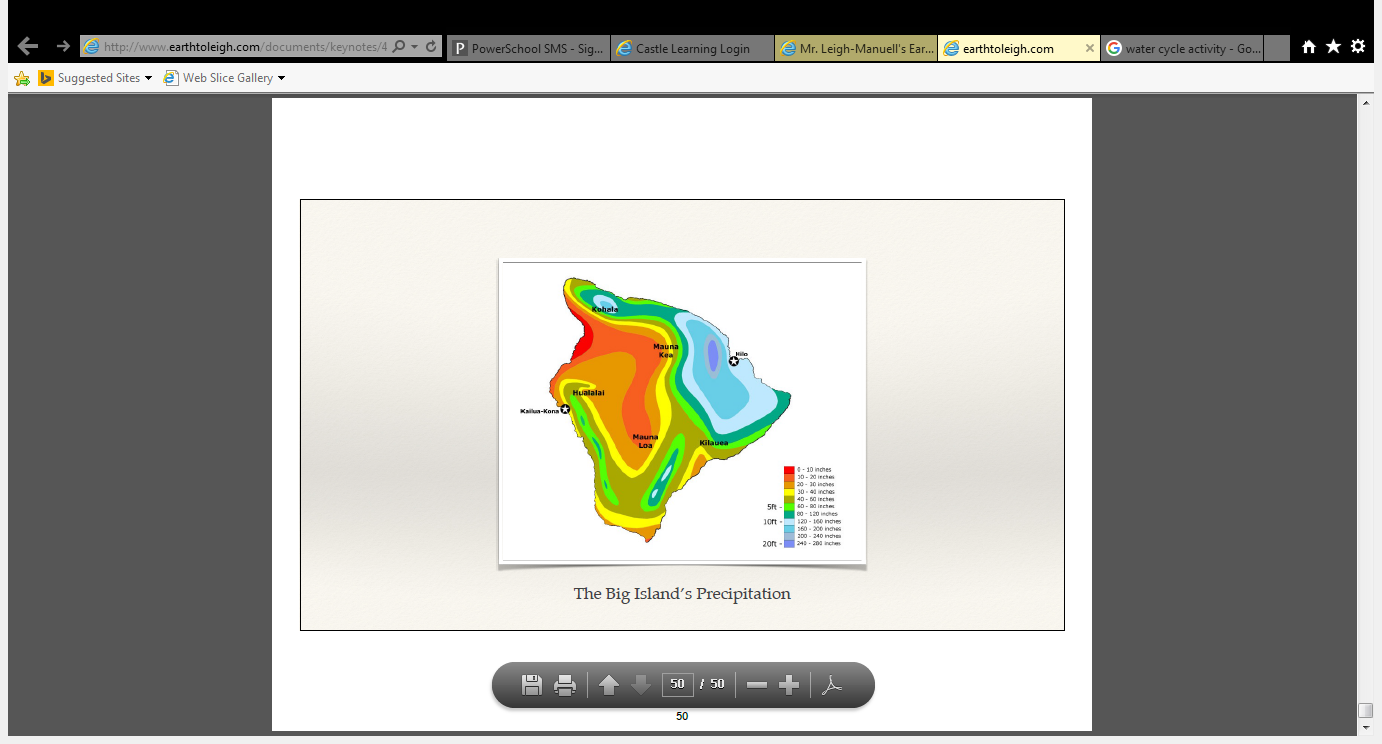 http://www.earthtoleigh.com/documents/keynotes/4
PowerSchool SMS - Sig...
Castle Learning Login
Mr. Leigh-Manuell's Ear...
earthtoleigh.com
water cycle activity - Go...
Suggested Sites
Web Slice Gallery
Kohala
Mauna
Kea
Hilo
Hualalai
Kailua-Kona
Mauna
Loa
Kilauea
0 - 10 inches
10 - 20 inches
20 - 30 inches
30 - 40 inches
40 - 60 inches
5ft - 60 - 80 inches
80 - 120 inches
10ft - 120 - 160 inches
160 - 200 inches
200 - 240 inches
20ft - 240 - 280 inches
The Big Island's Precipitation
50 / 50
50